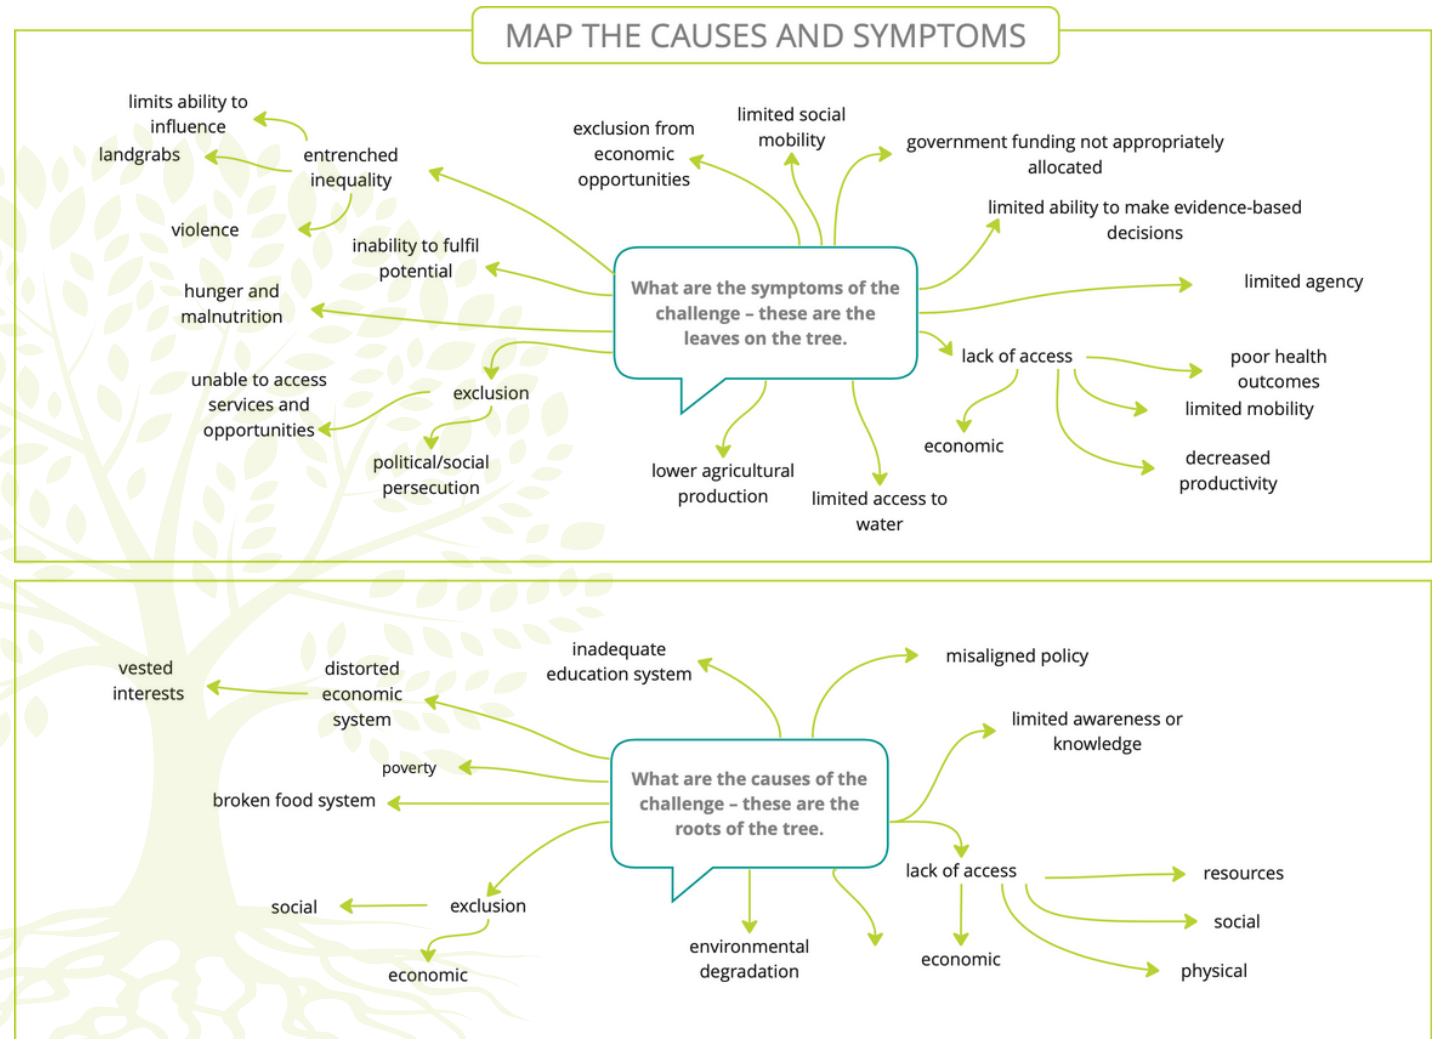 MAP THE CAUSES AND SYMPTOMS
limits ability to
influence
landgrabs
entrenched
inequality
violence
inability to fulfil
potential
hunger and
malnutrition
unable to access
services and
opportunities
exclusion
political/social
persecution
exclusion from
economic
opportunities
limited social
mobility
government funding not appropriately
allocated
limited ability to make evidence-based
decisions
limited agency
What are the symptoms of the
challenge – these are the
leaves on the tree.
lack of access
poor health
outcomes
limited mobility
economic
decreased
productivity
lower agricultural
production
limited access to
water
vested
interests
distorted
economic
system
poverty
broken food system
social
exclusion
economic
inadequate
education system
misaligned policy
limited awareness or
knowledge
What are the causes of the
challenge – these are the
roots of the tree.
lack of access
resources
social
physical
economic
environmental
degradation